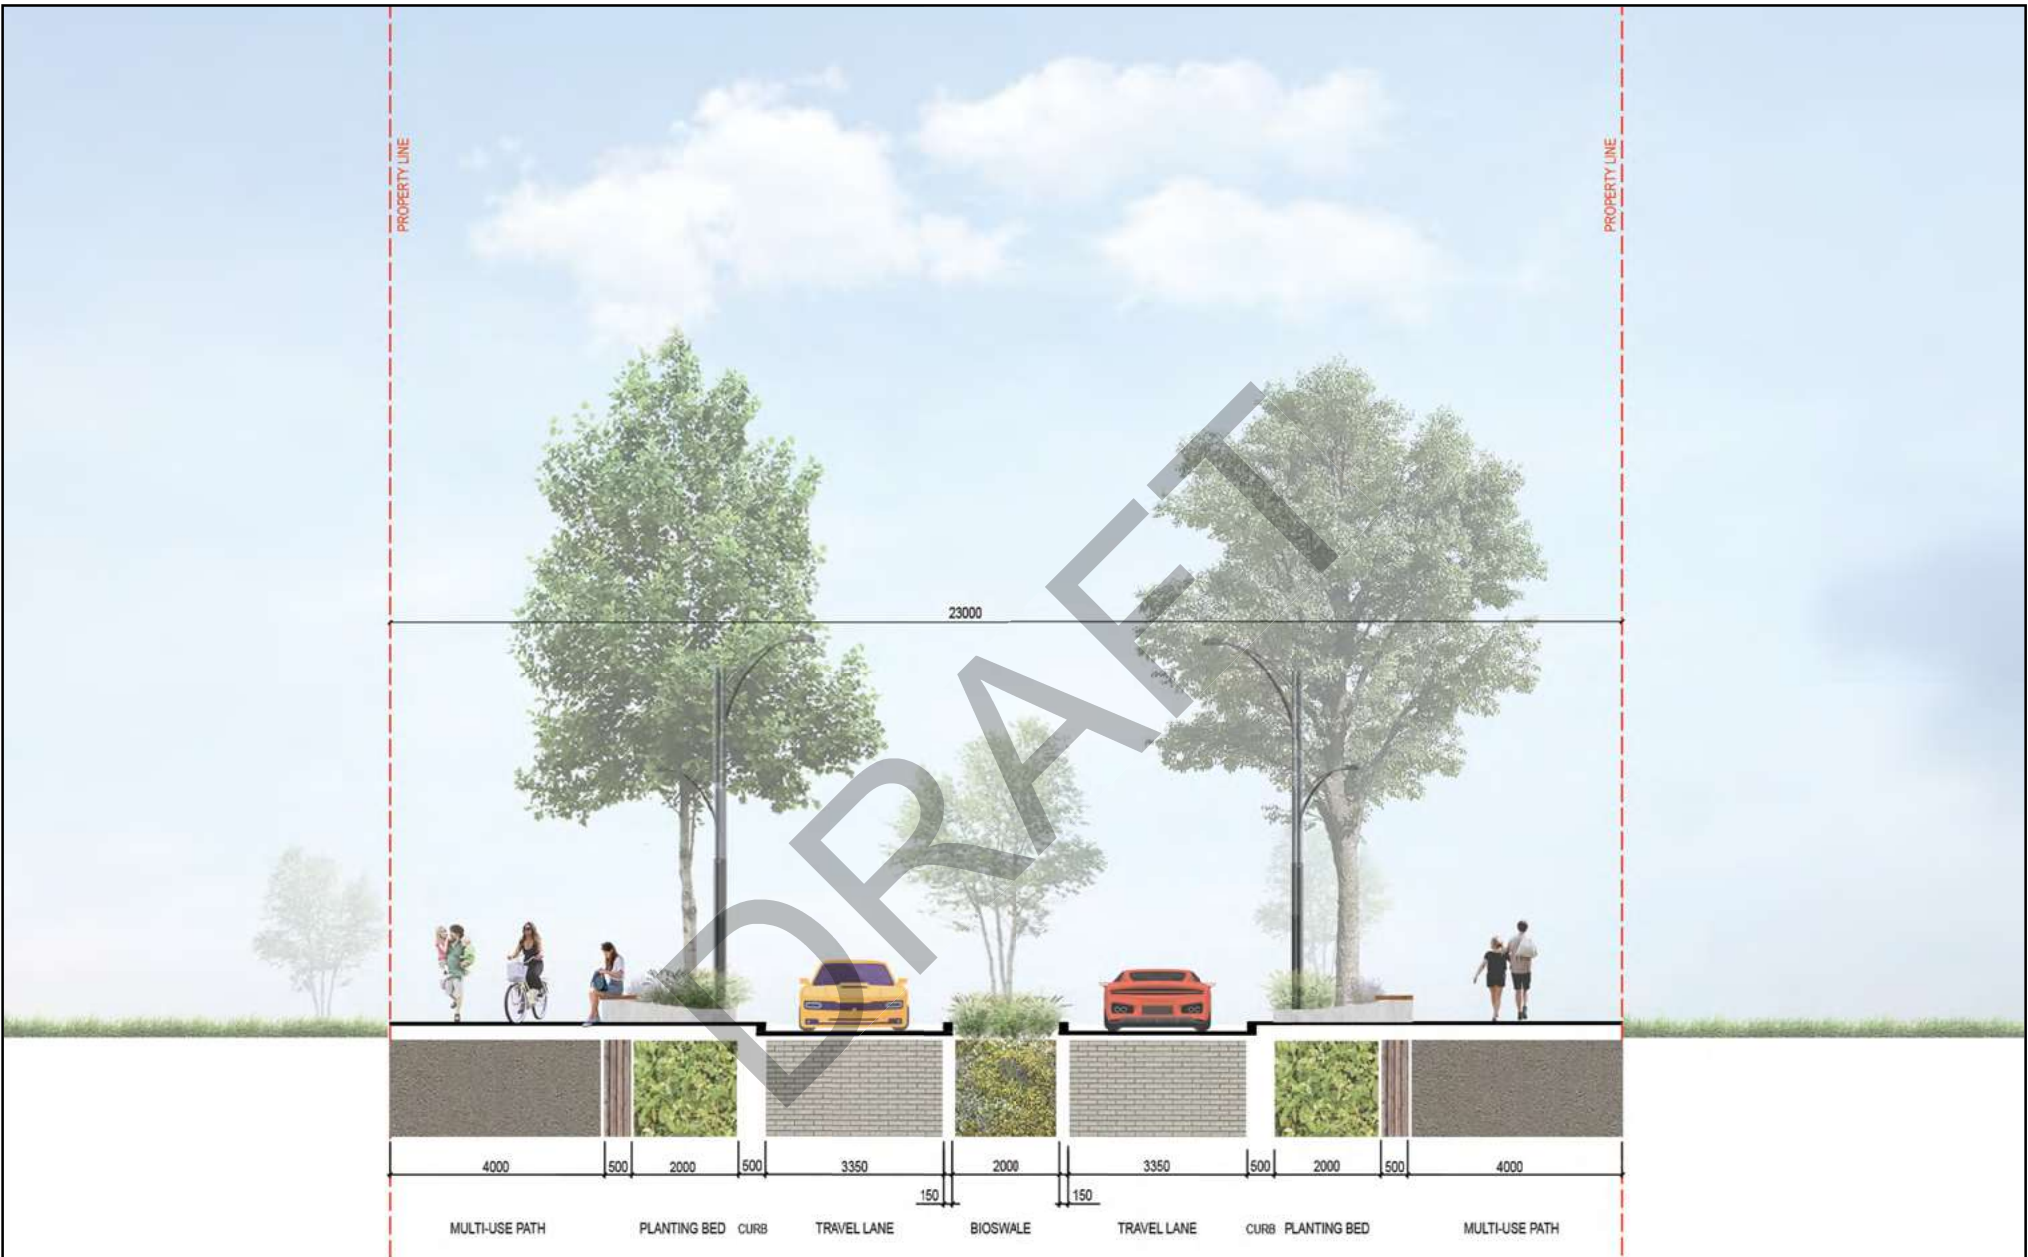 PROPERTY LINE
PROPERTY LINE
23000
DRAFT
4000 500 2000 500 3350 2000 3350 500 2000 500 4000
150 150
MULTI-USE PATH PLANTING BED CURB TRAVEL LANE BIOSWALE TRAVEL LANE CURB PLANTING BED MULTI-USE PATH